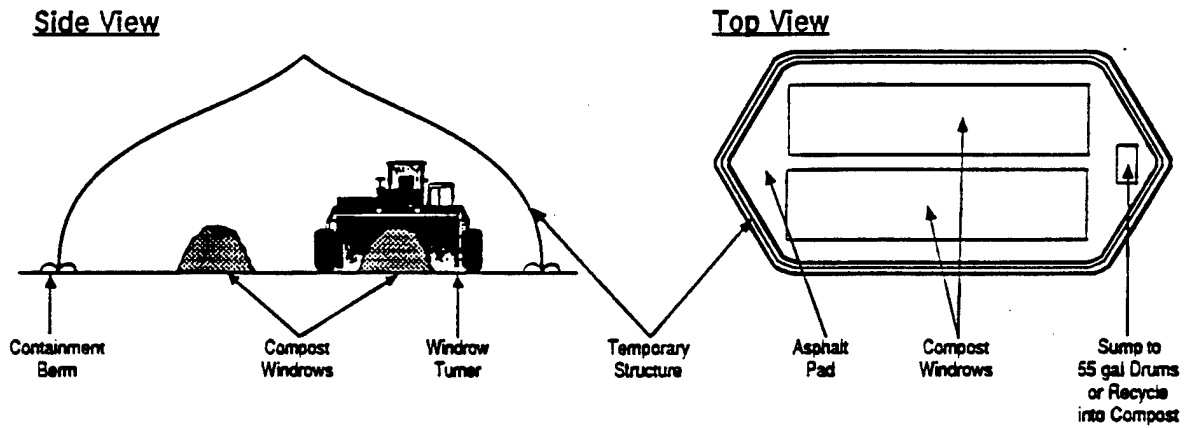 Side View
Top View
Containment
Berm
Compost
Windrows
Windrow
Turner
Temporary
Structure
Asphalt
Pad
Compost
Windrows
Sump to
55 gal Drums
or Recycle
into Compost